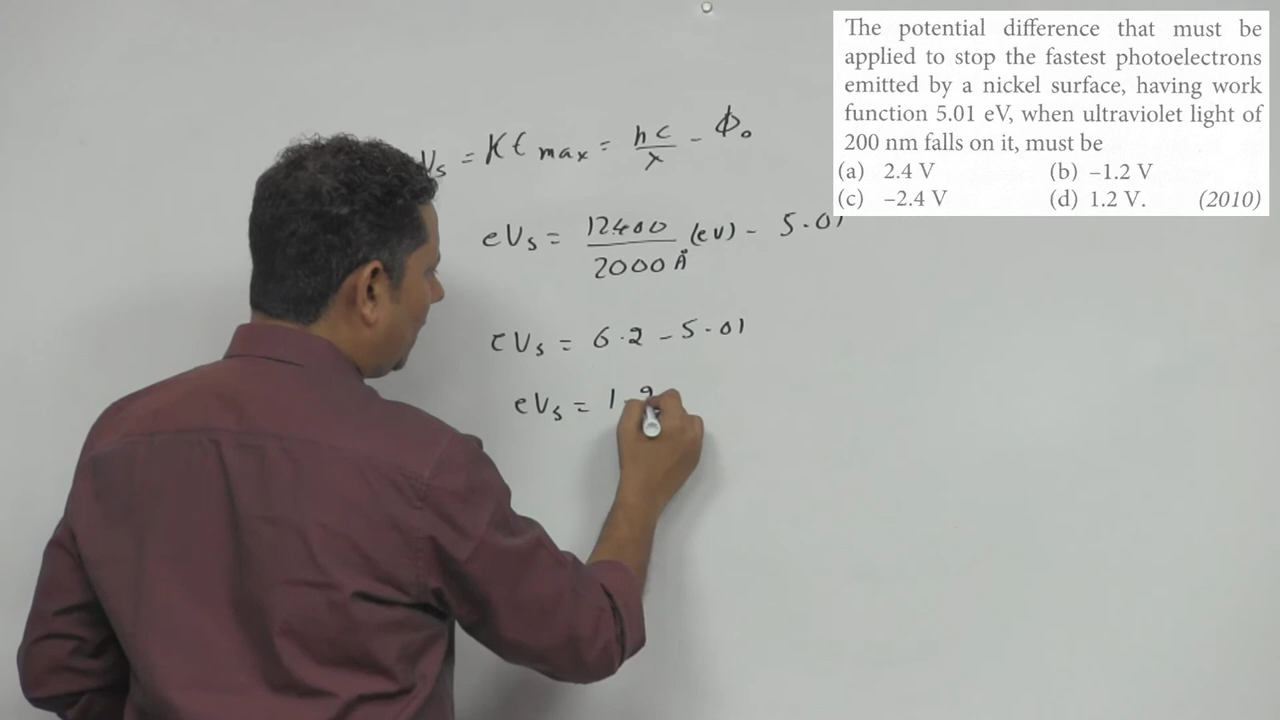 The potential difference that must be
applied to stop the fastest photoelectrons
emitted by a nickel surface, having work
function 5.01 eV, when ultraviolet light of
200 nm falls on it, must be
(a) 2.4 V (b) –1.2 V
(c) –2.4 V (d) 1.2 V. (2010)
Vs = KE max = hc/λ - Φ₀
eVs = 12400/2000 Å (eV) - 5.01
eVs = 6.2 - 5.01
eVs = 1.